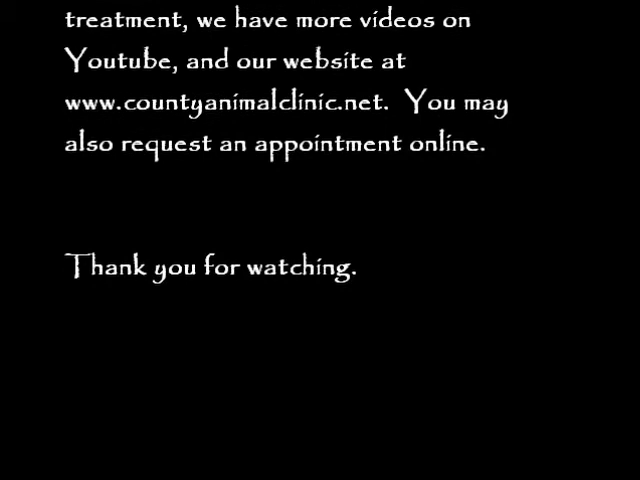 treatment, we have more videos on
Youtube, and our website at
www.countyanimalclinic.net. You may
also request an appointment online.
Thank you for watching.